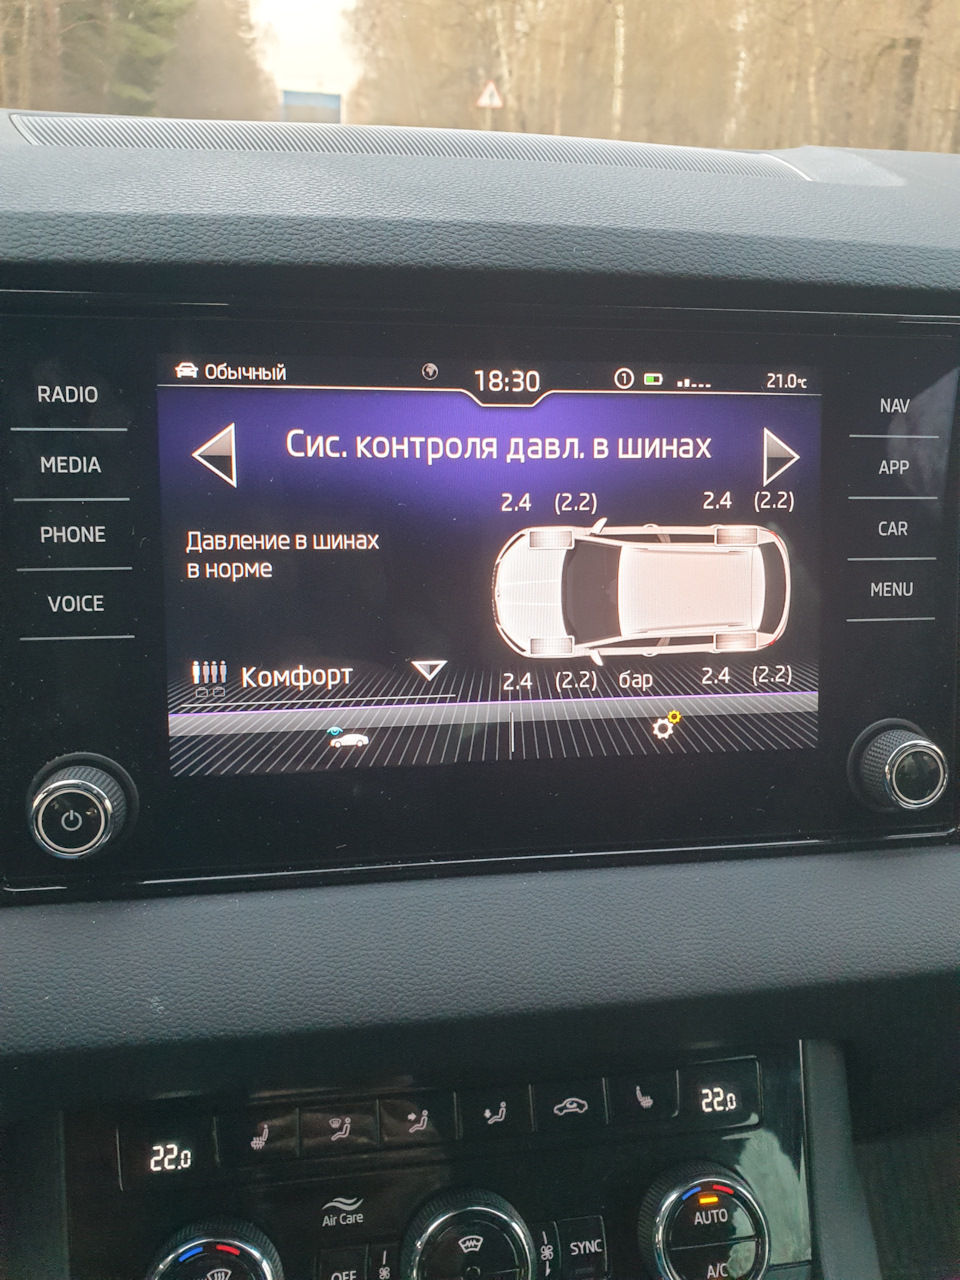 Обычный 18:30 1 21.0°C
RADIO
MEDIA
PHONE
VOICE
Сис. контроля давл. в шинах
2.4 (2.2) 2.4 (2.2)
Давление в шинах
в норме
Комфорт
2.4 (2.2) бар 2.4 (2.2)
NAV
APP
CAR
MENU
22.0 22.0
Air Care
OFF
SYNC
AUTO
A/C